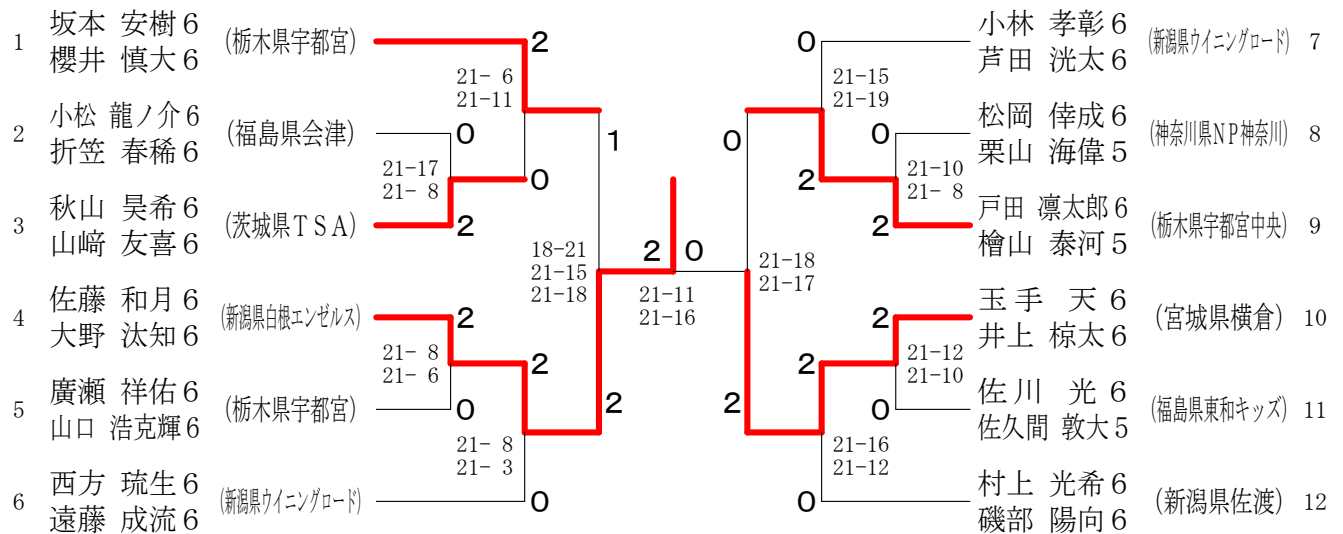 1 坂本 安樹 6 (栃木県宇都宮)
櫻井 慎大 6
2 小松 龍ノ介 6 (福島県会津)
折笠 春稀 6
3 秋山 昊希 6 (茨城県ＴＳＡ)
山﨑 友喜 6
4 佐藤 和月 6 (新潟県白根エンゼルス)
大野 汰知 6
5 廣瀬 祥佑 6 (栃木県宇都宮)
山口 浩克輝 6
6 西方 琉生 6 (新潟県ウイニングロード)
遠藤 成流 6
2
21- 6
21-11
0
21-17
21- 8
0
2
1
18-21
21-15
21-18
2
21- 8
21- 6
2
0
2
21- 8
21- 3
0
2 0
21-11
21-16
0
21-15
21-19
0
0
21-10
21- 8
2
2
21-18
21-17
2
21-12
21-10
2
0
21-16
21-12
0
小林 孝彰 6 (新潟県ウイニングロード) 7
芦田 洸太 6
松岡 倖成 6 (神奈川県ＮＰ神奈川) 8
栗山 海偉 5
戸田 凛太郎 6 (栃木県宇都宮中央) 9
檜山 泰河 5
玉手 天 6 (宮城県横倉) 10
井上 椋太 6
佐川 光 6 (福島県東和キッズ) 11
佐久間 敦大 5
村上 光希 6 (新潟県佐渡) 12
磯部 陽向 6